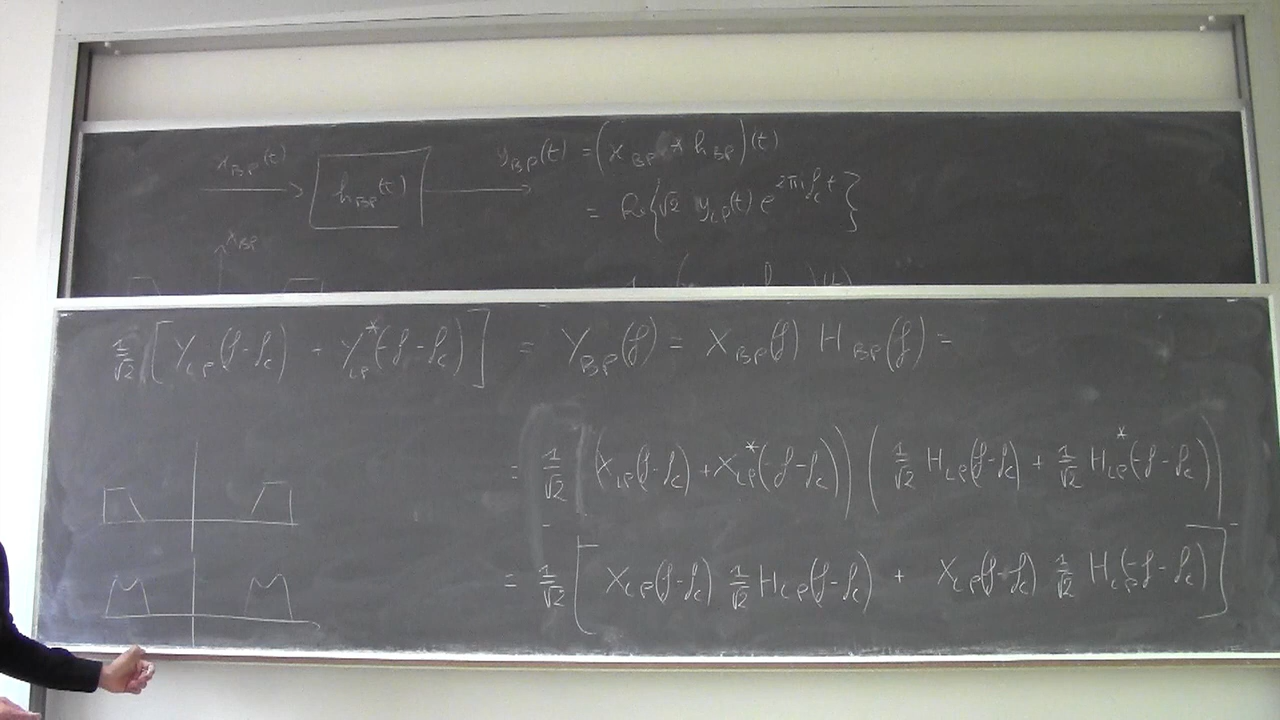 x_BP(t)
h_BP(t)
y_BP(t) = (x_BP * h_BP)(t)
= Re{√2 y_LP(t) e^{2πi f_c t}}
x_BP
1/√2 [Y_LP(f-f_c) - Y*_LP(-f-f_c)] = Y_BP(f) = X_BP(f) H_BP(f) =
= 1/√2 (X_LP(f-f_c) + X*_LP(-f-f_c)) (1/√2 H_LP(f-f_c) + 1/√2 H*_LP(-f-f_c))
= 1/√2 [X_LP(f-f_c) 1/√2 H_LP(f-f_c) + X_LP(f-f_c) 1/√2 H_LP(-f-f_c)]